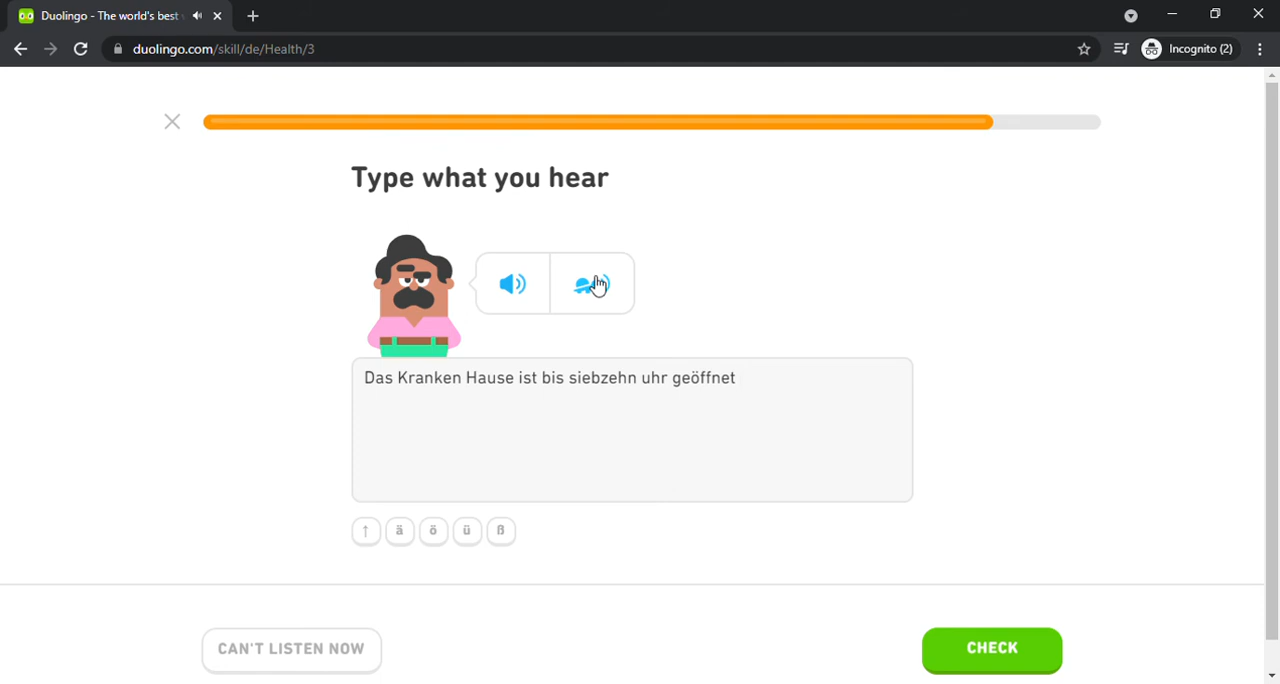 Duolingo - The world's best
duolingo.com/skill/de/Health/3
Incognito (2)
Type what you hear
Das Kranken Hause ist bis siebzehn uhr geöffnet
↑ ä ö ü ß
CAN'T LISTEN NOW
CHECK